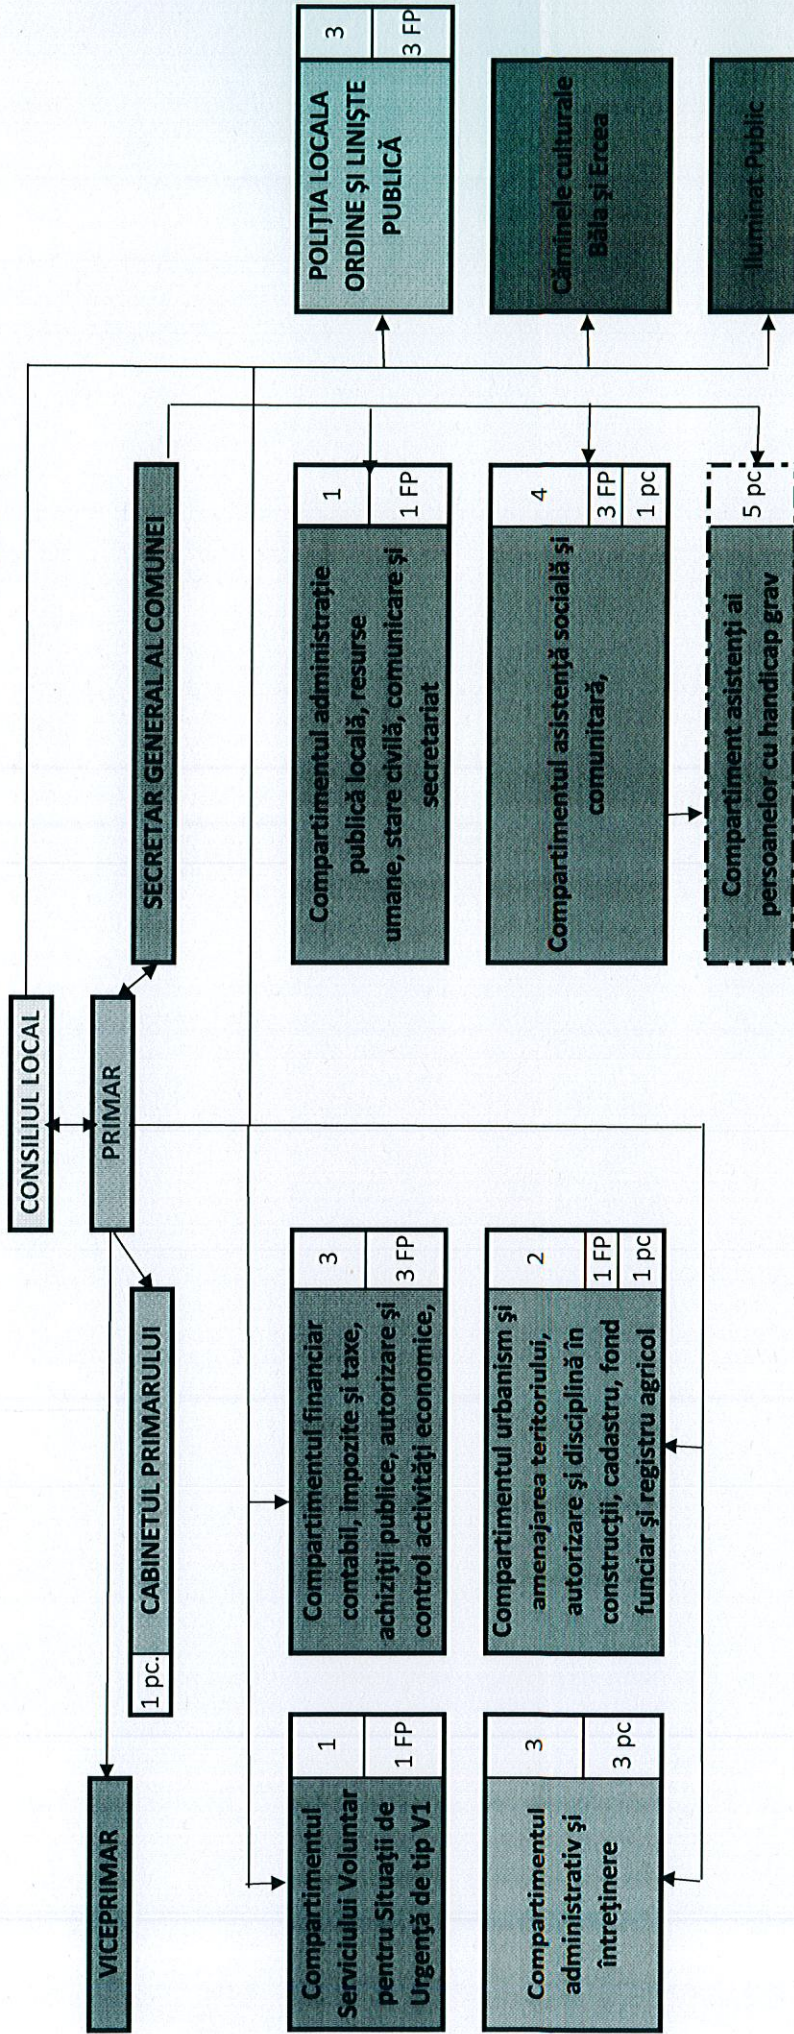 CONSILIUL LOCAL
PRIMAR
VICEPRIMAR
1 pc.
CABINETUL PRIMARULUI
SECRETAR GENERAL AL COMUNEI
Compartimentul
Serviciului Voluntar
pentru Situații de
Urgență de tip V1
1
1 FP
Compartimentul financiar
contabil, impozite și taxe,
achiziții publice, autorizare și
control activități economice,
3
3 FP
Compartimentul administrație
publică locală, resurse
umane, stare civilă, comunicare și
secretariat
1
1 FP
POLIȚIA LOCALA
ORDINE ȘI LINIȘTE
PUBLICĂ
3
3 FP
Compartimentul
administrativ și
întreținere
3
3 pc
Compartimentul urbanism și
amenajarea teritoriului,
autorizare și disciplină în
construcții, cadastru, fond
funciar și registru agricol
2
1 FP
1 pc
Compartimentul asistență socială și
comunitară,
4
3 FP
1 pc
Căminele culturale
Băla și Ercea
Compartiment asistenți ai
persoanelor cu handicap grav
5 pc
Iluminat Public